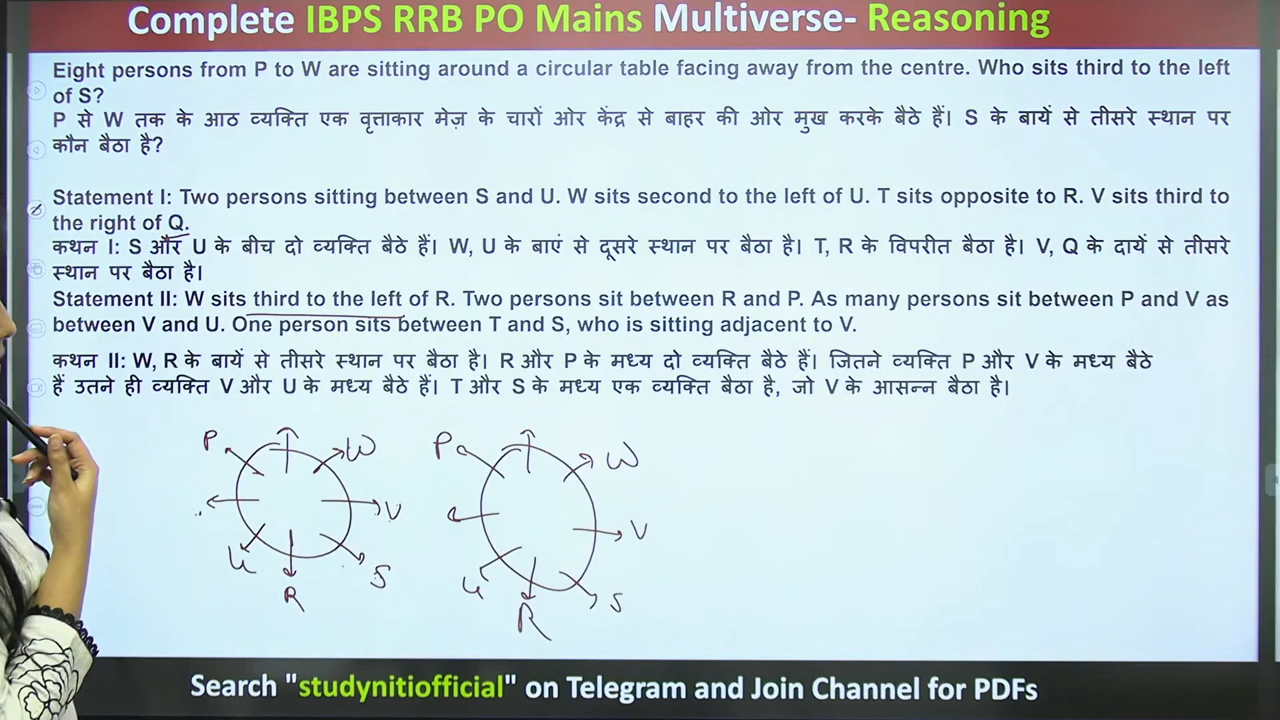 Complete IBPS RRB PO Mains Multiverse- Reasoning
Eight persons from P to W are sitting around a circular table facing away from the centre. Who sits third to the left
of S?
P से W तक के आठ व्यक्ति एक वृत्ताकार मेज़ के चारों ओर केंद्र से बाहर की ओर मुख करके बैठे हैं। S के बायें से तीसरे स्थान पर
कौन बैठा है?
Statement I: Two persons sitting between S and U. W sits second to the left of U. T sits opposite to R. V sits third to
the right of Q.
कथन I: S और U के बीच दो व्यक्ति बैठे हैं। W, U के बाएं से दूसरे स्थान पर बैठा है। T, R के विपरीत बैठा है। V, Q के दायें से तीसरे
स्थान पर बैठा है।
Statement II: W sits third to the left of R. Two persons sit between R and P. As many persons sit between P and V as
between V and U. One person sits between T and S, who is sitting adjacent to V.
कथन II: W, R के बायें से तीसरे स्थान पर बैठा है। R और P के मध्य दो व्यक्ति बैठे हैं। जितने व्यक्ति P और V के मध्य बैठे
हैं उतने ही व्यक्ति V और U के मध्य बैठे हैं। T और S के मध्य एक व्यक्ति बैठा है, जो V के आसन्न बैठा है।
P W P W
V V
U S U S
R R
Search "studynitiofficial" on Telegram and Join Channel for PDFs